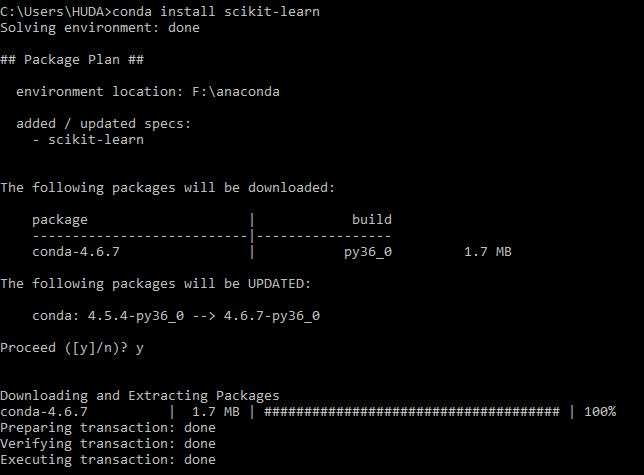 C:\Users\HUDA>conda install scikit-learn
Solving environment: done
## Package Plan ##
environment location: F:\anaconda
added / updated specs:
- scikit-learn
The following packages will be downloaded:
package | build
---------------------------|-----------------
conda-4.6.7 | py36_0 1.7 MB
The following packages will be UPDATED:
conda: 4.5.4-py36_0 --> 4.6.7-py36_0
Proceed ([y]/n)? y
Downloading and Extracting Packages
conda-4.6.7 | 1.7 MB | ##################################### | 100%
Preparing transaction: done
Verifying transaction: done
Executing transaction: done